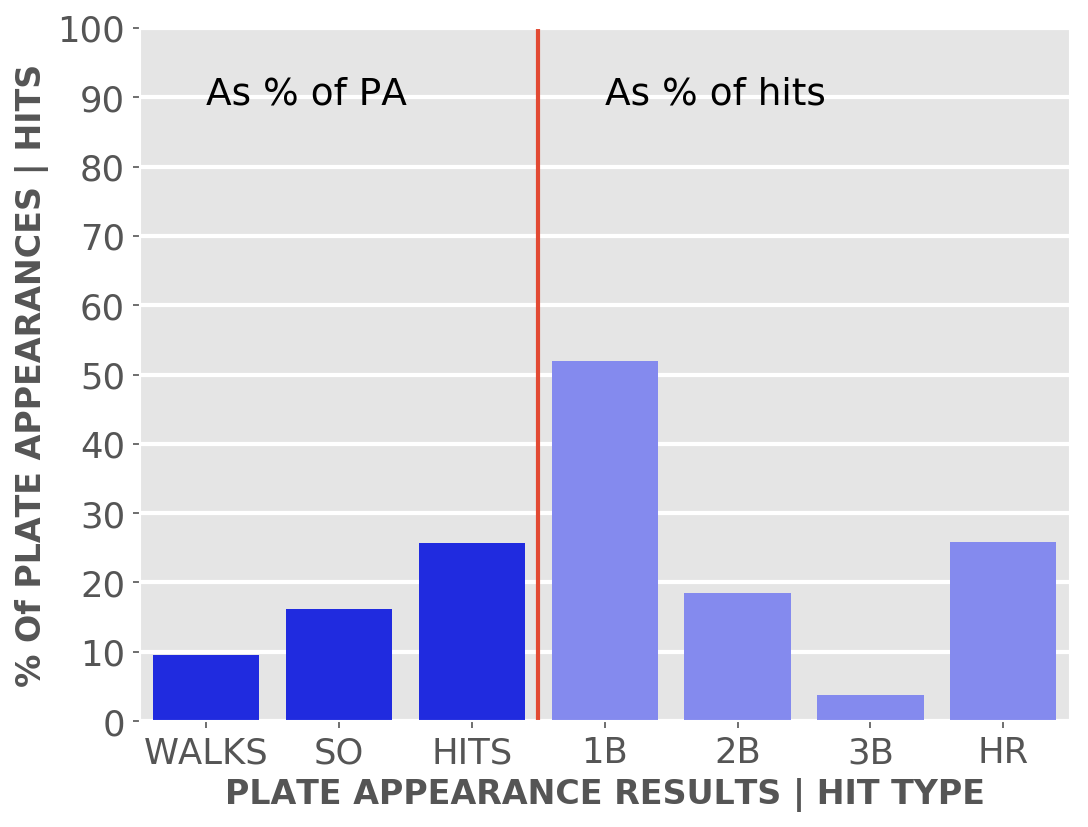 % Of PLATE APPEARANCES | HITS
100
90
80
70
60
50
40
30
20
10
0
As % of PA
As % of hits
WALKS SO HITS 1B 2B 3B HR
PLATE APPEARANCE RESULTS | HIT TYPE